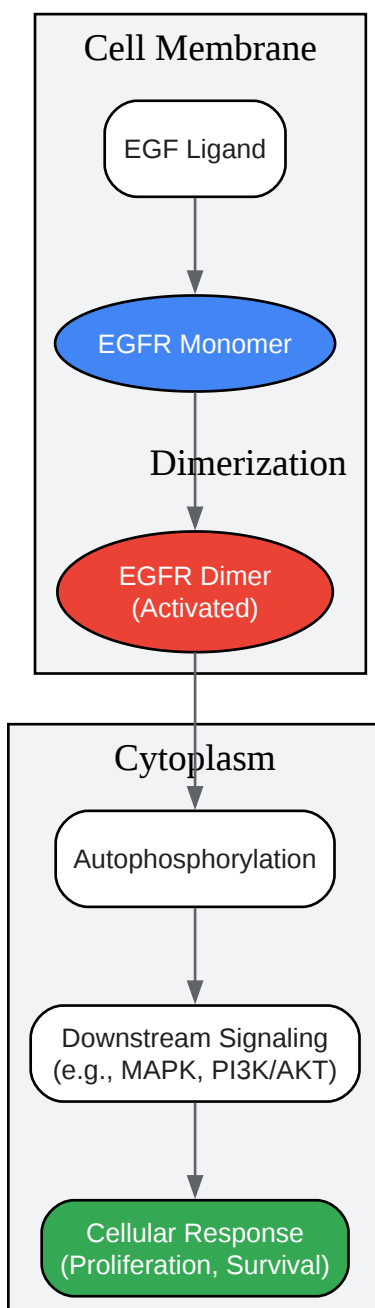 Cell Membrane
EGF Ligand
EGFR Monomer
Dimerization
EGFR Dimer
(Activated)
Cytoplasm
Autophosphorylation
Downstream Signaling
(e.g., MAPK, PI3K/AKT)
Cellular Response
(Proliferation, Survival)